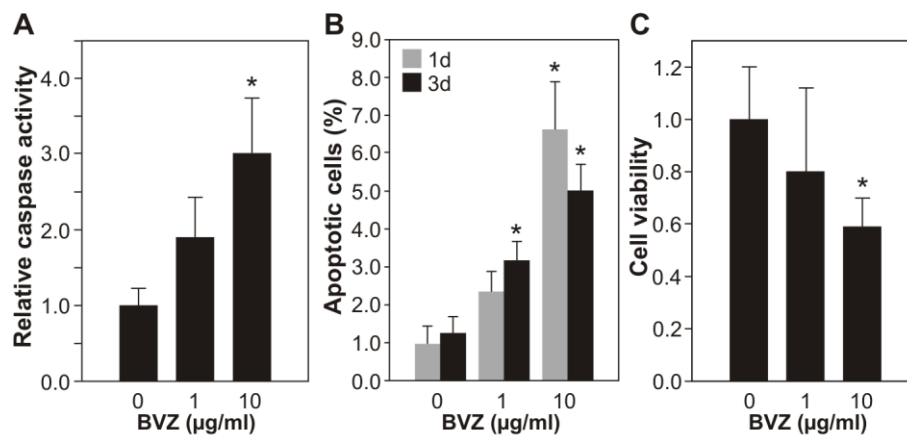 A
Relative caspase activity
4.0
3.0
2.0
1.0
0.0
0 1 10
BVZ (µg/ml)
B
Apoptotic cells (%)
9.0
8.0
7.0
6.0
5.0
4.0
3.0
2.0
1.0
0.0
1d
3d
*
*
*
*
0 1 10
BVZ (µg/ml)
C
Cell viability
1.2
1.0
0.8
0.6
0.4
0.2
0.0
*
0 1 10
BVZ (µg/ml)